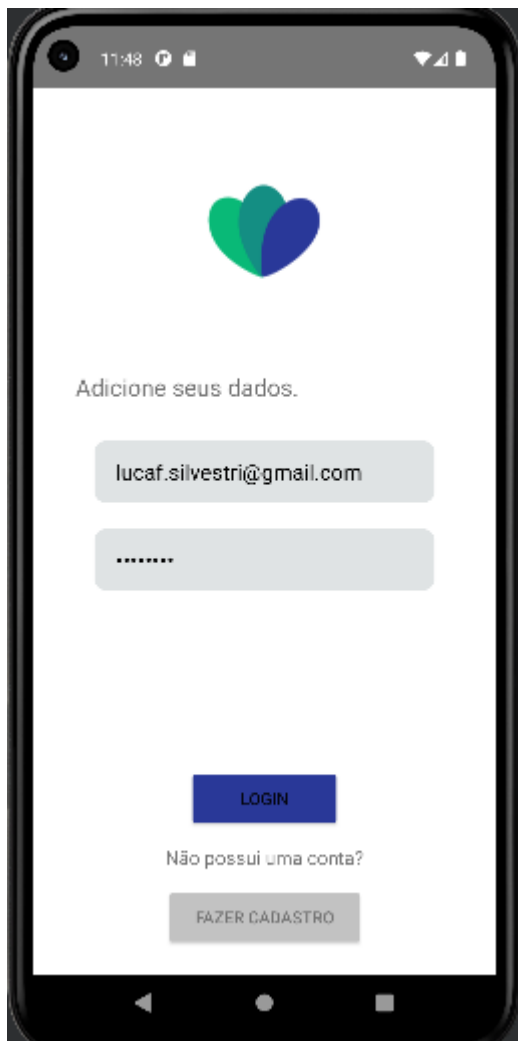 11:48
Adicione seus dados.
lucaf.silvestri@gmail.com
••••••••
LOGIN
Não possui uma conta?
FAZER CADASTRO